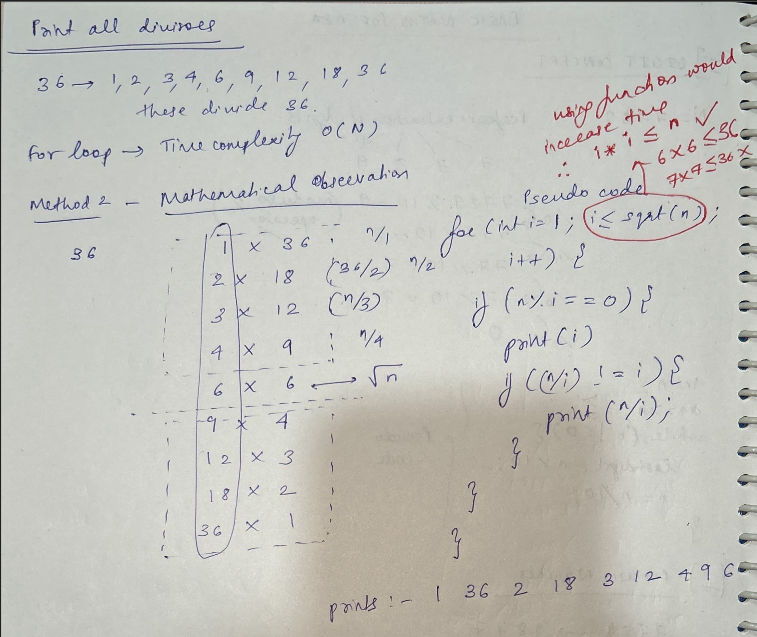 Print all divisors
36 → 1, 2, 3, 4, 6, 9, 12, 18, 36
these divide 36.
For loop → Time complexity O(N)
Method 2 - Mathematical Observation
36
1 x 36 n/1
2 x 18 (36/2) n/2
3 x 12 (n/3)
4 x 9 n/4
6 x 6 ⟷ √n
9 x 4
12 x 3
18 x 2
36 x 1
using function would
increase time
∴ i * i ≤ n ✓
6x6 ≤36
7x7 ≤36 x
Pseudo code
for (int i = 1; i ≤ sqrt(n);
i++) {
if (n % i == 0) {
print (i)
if ((n/i) != i) {
print (n/i);
}
}
}
prints :- 1 36 2 18 3 12 4 9 6